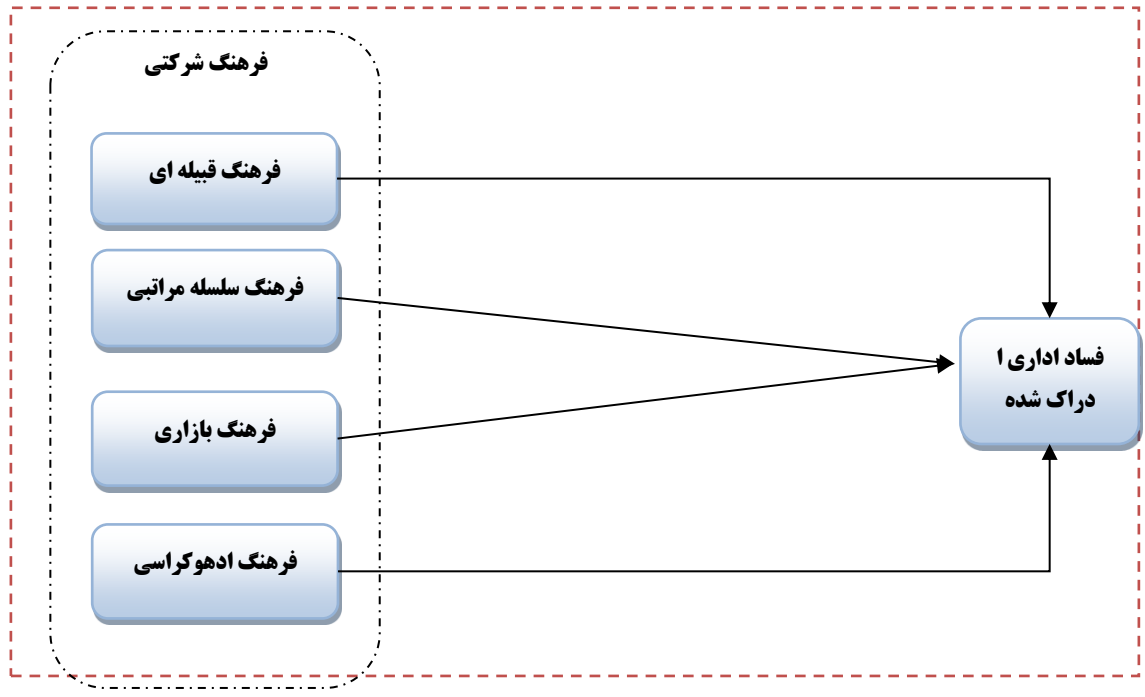 فرهنگ شرکتی
فرهنگ قبیله ای
فرهنگ سلسله مراتبی
فرهنگ بازاری
فرهنگ ادهوکراسی
فساد اداری ا
دراک شده